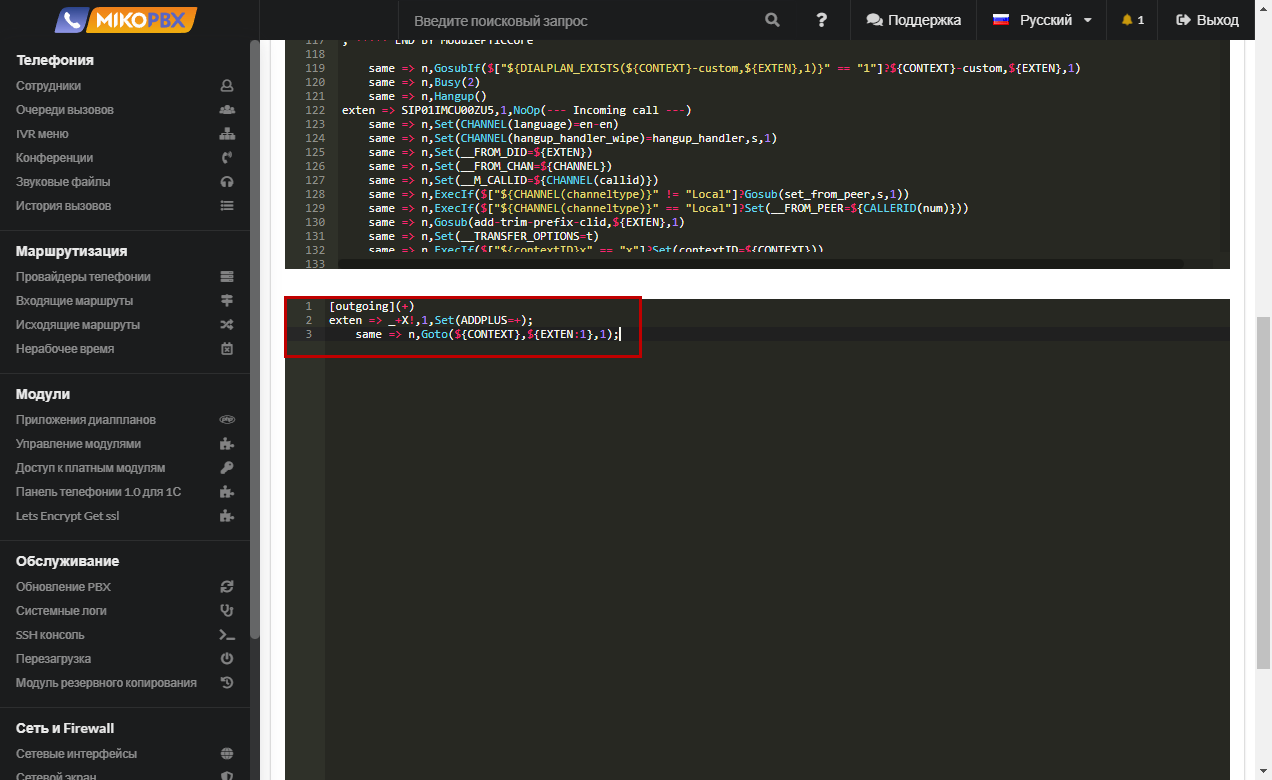 MIKOPBX
Введите поисковый запрос
?
Поддержка
Русский
1
Выход
Телефония
Сотрудники
Очереди вызовов
IVR меню
Конференции
Звуковые файлы
История вызовов
Маршрутизация
Провайдеры телефонии
Входящие маршруты
Исходящие маршруты
Нерабочее время
Модули
Приложения диалпланов
Управление модулями
Доступ к платным модулям
Панель телефонии 1.0 для 1С
Lets Encrypt Get ssl
Обслуживание
Обновление PBX
Системные логи
SSH консоль
Перезагрузка
Модуль резервного копирования
Сеть и Firewall
Сетевые интерфейсы
Сетевой экран
117 ; ***** END BY ModulePT1CCore
118
119 same => n,GosubIf($["${DIALPLAN_EXISTS(${CONTEXT}-custom,${EXTEN},1)}" == "1"]?${CONTEXT}-custom,${EXTEN},1)
120 same => n,Busy(2)
121 same => n,Hangup()
122 exten => SIP01IMCU00ZU5,1,NoOp(--- Incoming call ---)
123 same => n,Set(CHANNEL(language)=en-en)
124 same => n,Set(CHANNEL(hangup_handler_wipe)=hangup_handler,s,1)
125 same => n,Set(__FROM_DID=${EXTEN})
126 same => n,Set(__FROM_CHAN=${CHANNEL})
127 same => n,Set(__M_CALLID=${CHANNEL(callid)})
128 same => n,ExecIf($["${CHANNEL(channeltype)}" != "Local"]?Gosub(set_from_peer,s,1))
129 same => n,ExecIf($["${CHANNEL(channeltype)}" == "Local"]?Set(__FROM_PEER=${CALLERID(num)}))
130 same => n,Gosub(add-trim-prefix-clid,${EXTEN},1)
131 same => n,Set(__TRANSFER_OPTIONS=t)
132 same => n,ExecIf($["${contextID}x" == "x"]?Set(contextID=${CONTEXT}))
133
1 [outgoing](+)
2 exten => _+X!,1,Set(ADDPLUS=+);
3 same => n,Goto(${CONTEXT},${EXTEN:1},1);